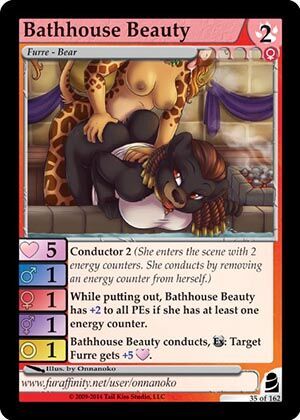 Bathhouse Beauty
2
Furre - Bear
5
Conductor 2 (She enters the scene with 2
energy counters. She conducts by removing
an energy counter from herself.)
1
1
While putting out, Bathhouse Beauty
has +2 to all PEs if she has at least one
energy counter.
1
1
Bathhouse Beauty conducts, Ex: Target
Furre gets +5
Illus. by Onnanoko
www.furaffinity.net/user/onnanoko
© 2009-2014 Tail Kiss Studio, LLC
35 of 162